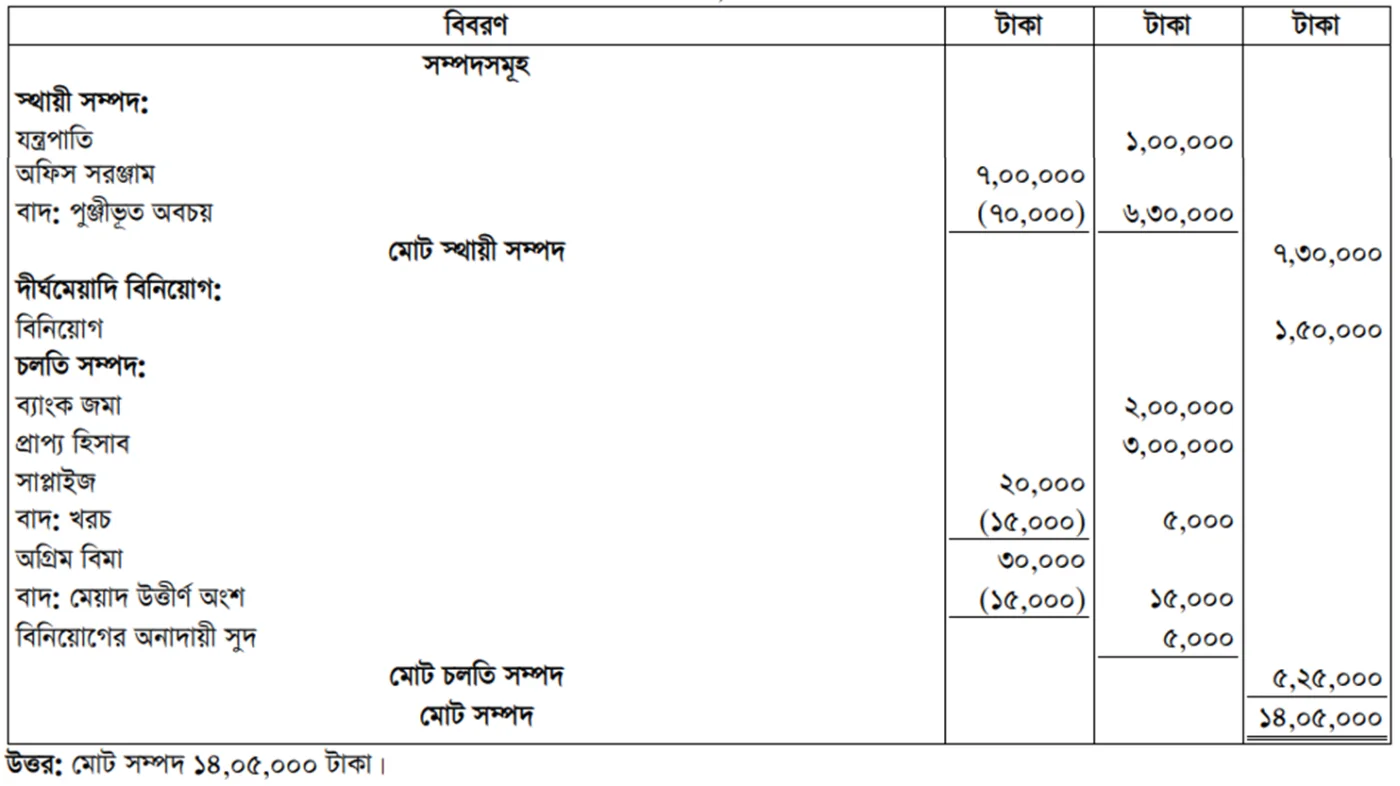 বিবরণ টাকা টাকা টাকা
সম্পদসমূহ
স্থায়ী সম্পদ:
যন্ত্রপাতি ১,০০,০০০
অফিস সরঞ্জাম ৭,০০,০০০
বাদ: পুঞ্জীভূত অবচয় (৭০,০০০) ৬,৩০,০০০
মোট স্থায়ী সম্পদ ৭,৩০,০০০
দীর্ঘমেয়াদি বিনিয়োগ:
বিনিয়োগ ১,৫০,০০০
চলতি সম্পদ:
ব্যাংক জমা ২,০০,০০০
প্রাপ্য হিসাব ৩,০০,০০০
সাপ্লাইজ ২০,০০০
বাদ: খরচ (১৫,০০০) ৫,০০০
অগ্রিম বিমা ৩০,০০০
বাদ: মেয়াদ উত্তীর্ণ অংশ (১৫,০০০) ১৫,০০০
বিনিয়োগের অনাদায়ী সুদ ৫,০০০
মোট চলতি সম্পদ ৫,২৫,০০০
মোট সম্পদ ১৪,০৫,০০০
উত্তর: মোট সম্পদ ১৪,০৫,০০০ টাকা।